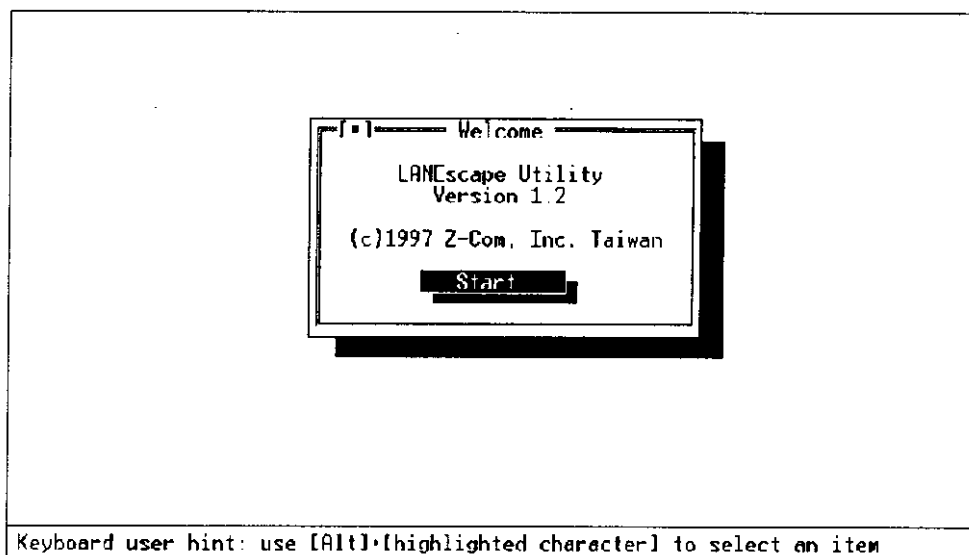 [▪] Welcome
LANEscape Utility
Version 1.2
(c)1997 Z-Com, Inc. Taiwan
Start
Keyboard user hint: use [Alt]+[highlighted character] to select an item